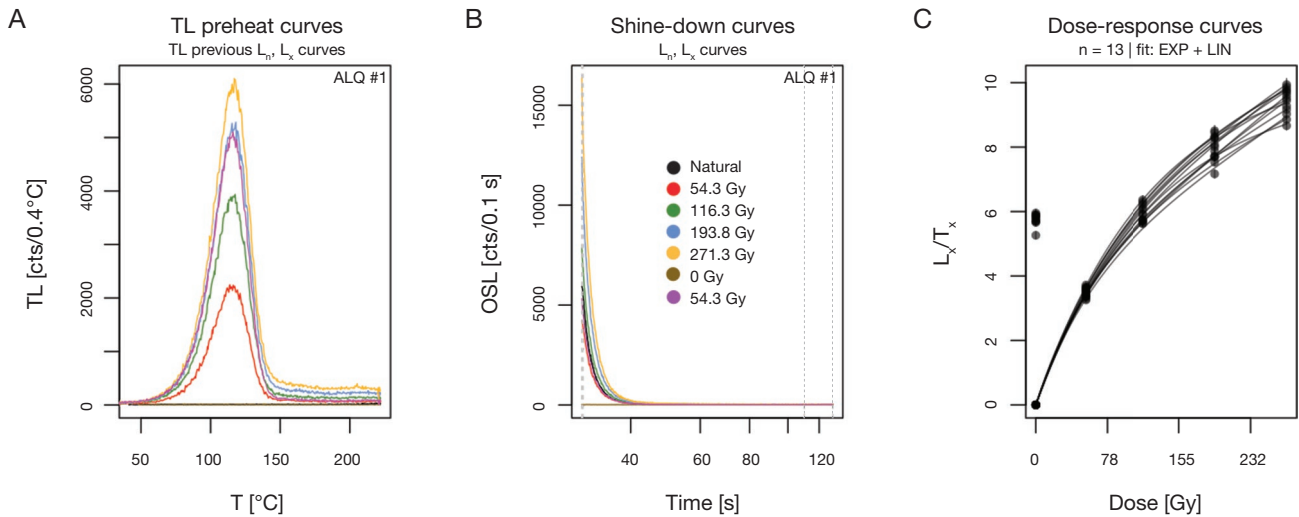 A
TL preheat curves
TL previous Lₙ, Lₓ curves
ALQ #1
TL [cts/0.4°C]
6000
4000
2000
0
50
100
150
200
T [°C]
B
Shine-down curves
Lₙ, Lₓ curves
ALQ #1
OSL [cts/0.1 s]
15000
10000
5000
0
Natural
54.3 Gy
116.3 Gy
193.8 Gy
271.3 Gy
0 Gy
54.3 Gy
40
60
80
100
120
Time [s]
C
Dose-response curves
n = 13 | fit: EXP + LIN
Lₓ/Tₓ
10
8
6
4
2
0
0
78
155
232
Dose [Gy]